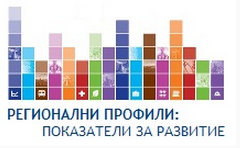 РЕГИОНАЛНИ ПРОФИЛИ:
ПОКАЗАТЕЛИ ЗА РАЗВИТИЕ